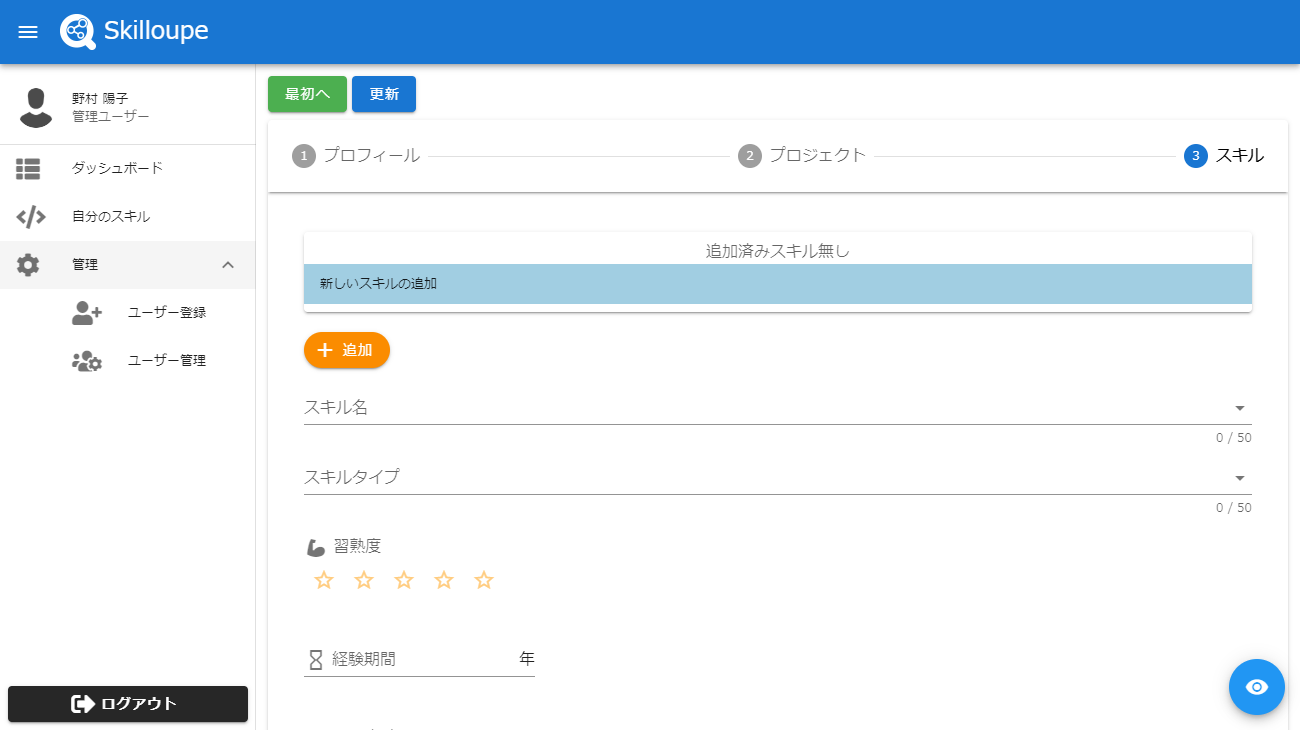 Skilloupe
野村 陽子
管理ユーザー
ダッシュボード
自分のスキル
管理
ユーザー登録
ユーザー管理
ログアウト
最初へ
更新
1 プロフィール
2 プロジェクト
3 スキル
追加済みスキル無し
新しいスキルの追加
追加
スキル名
0 / 50
スキルタイプ
0 / 50
習熟度
経験期間 年